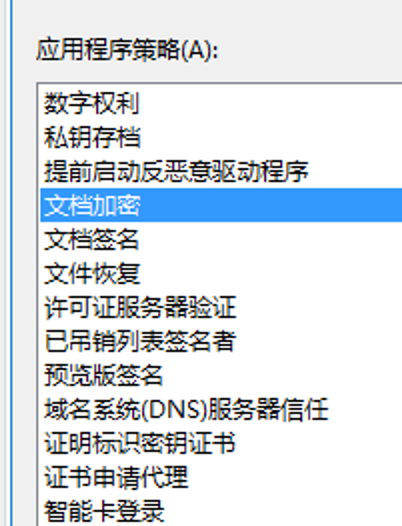 应用程序策略(A):
数字权利
私钥存档
提前启动反恶意驱动程序
文档加密
文档签名
文件恢复
许可证服务器验证
已吊销列表签名者
预览版签名
域名系统(DNS)服务器信任
证明标识密钥证书
证书申请代理
智能卡登录